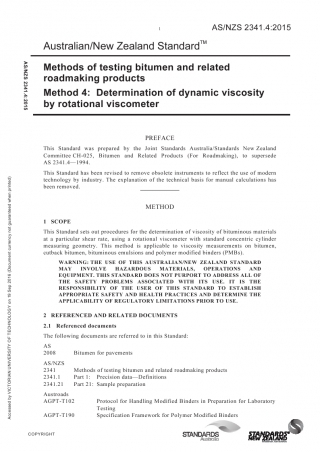 1
AS/NZS 2341.4:2015
Australian/New Zealand Standard™
Methods of testing bitumen and related
roadmaking products
Method 4: Determination of dynamic viscosity
by rotational viscometer
AS/NZS 2341.4:2015
PREFACE
This Standard was prepared by the Joint Standards Australia/Standards New Zealand
Committee CH-025, Bitumen and Related Products (For Roadmaking), to supersede
AS 2341.4—1994.
This Standard has been revised to remove obsolete instruments to reflect the use of modern
technology by industry. The explanation of the technical basis for manual calculations has
been removed.
METHOD
1 SCOPE
This Standard sets out procedures for the determination of viscosity of bituminous materials
at a particular shear rate, using a rotational viscometer with standard concentric cylinder
measuring geometry. This method is applicable to viscosity measurements on bitumen,
cutback bitumen, bituminous emulsions and polymer modified binders (PMBs).
WARNING: THE USE OF THIS AUSTRALIAN/NEW ZEALAND STANDARD
MAY INVOLVE HAZARDOUS MATERIALS, OPERATIONS AND
EQUIPMENT. THIS STANDARD DOES NOT PURPORT TO ADDRESS ALL OF
THE SAFETY PROBLEMS ASSOCIATED WITH ITS USE. IT IS THE
RESPONSIBILITY OF THE USER OF THIS STANDARD TO ESTABLISH
APPROPRIATE SAFETY AND HEALTH PRACTICES AND DETERMINE THE
APPLICABILITY OF REGULATORY LIMITATIONS PRIOR TO USE.
2 REFERENCED AND RELATED DOCUMENTS
2.1 Referenced documents
The following documents are referred to in this Standard:
AS
2008 Bitumen for pavements
AS/NZS
2341 Methods of testing bitumen and related roadmaking products
2341.1 Part 1: Precision data—Definitions
2341.21 Part 21: Sample preparation
Austroads
AGPT-T102 Protocol for Handling Modified Binders in Preparation for Laboratory
Testing
AGPT-T190 Specification Framework for Polymer Modified Binders
Accessed by VICTORIAN UNIVERSITY OF TECHNOLOGY on 16 Sep 2015 (Document currency not guaranteed when printed)
COPYRIGHT
STANDARDS
Australia
STANDARDS
NEW ZEALAND